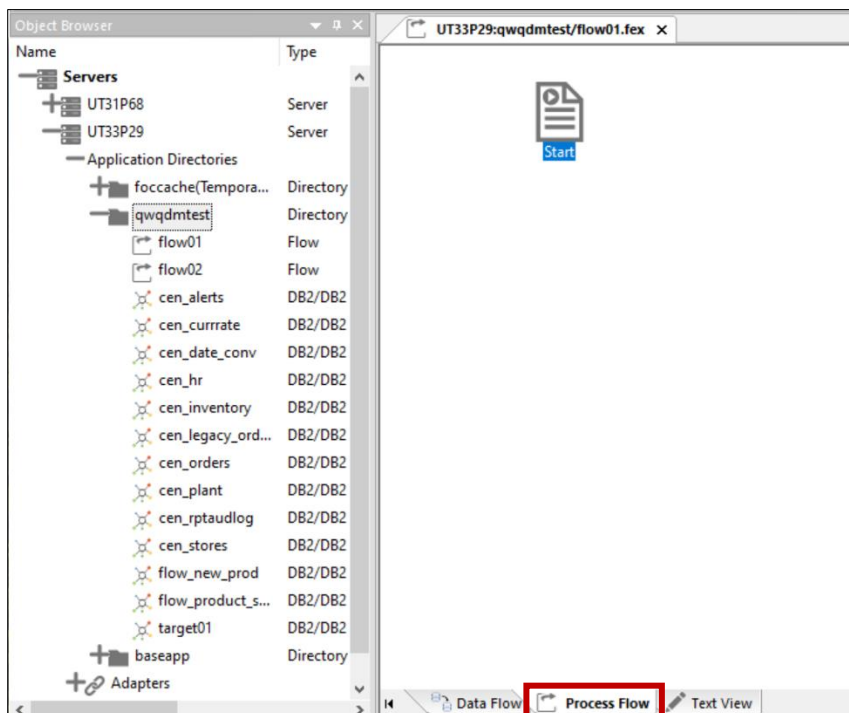 Object Browser
Name Type
Servers
UT31P68 Server
UT33P29 Server
Application Directories
foccache(Tempora... Directory
qwqdmtest Directory
flow01 Flow
flow02 Flow
cen_alerts DB2/DB2
cen_currrate DB2/DB2
cen_date_conv DB2/DB2
cen_hr DB2/DB2
cen_inventory DB2/DB2
cen_legacy_ord... DB2/DB2
cen_orders DB2/DB2
cen_plant DB2/DB2
cen_rptaudlog DB2/DB2
cen_stores DB2/DB2
flow_new_prod DB2/DB2
flow_product_s... DB2/DB2
target01 DB2/DB2
baseapp Directory
Adapters
UT33P29:qwqdmtest/flow01.fex
Start
Data Flow Process Flow Text View